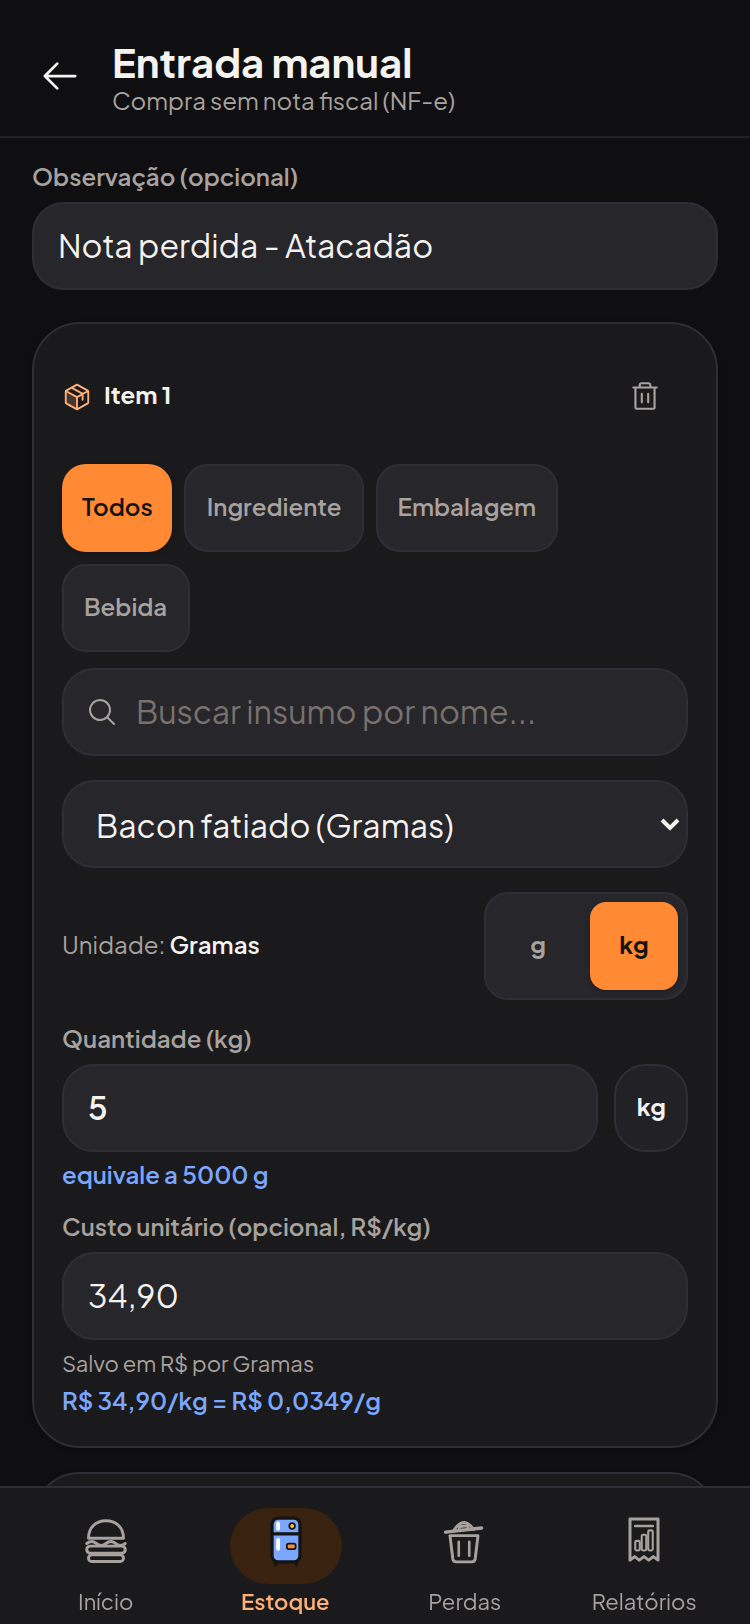 Entrada manual
Compra sem nota fiscal (NF-e)
Observação (opcional)
Nota perdida - Atacadão
Item 1
Todos
Ingrediente
Embalagem
Bebida
Buscar insumo por nome...
Bacon fatiado (Gramas)
Unidade: Gramas
g
kg
Quantidade (kg)
5
kg
equivale a 5000 g
Custo unitário (opcional, R$/kg)
34,90
Salvo em R$ por Gramas
R$ 34,90/kg = R$ 0,0349/g
Início
Estoque
Perdas
Relatórios